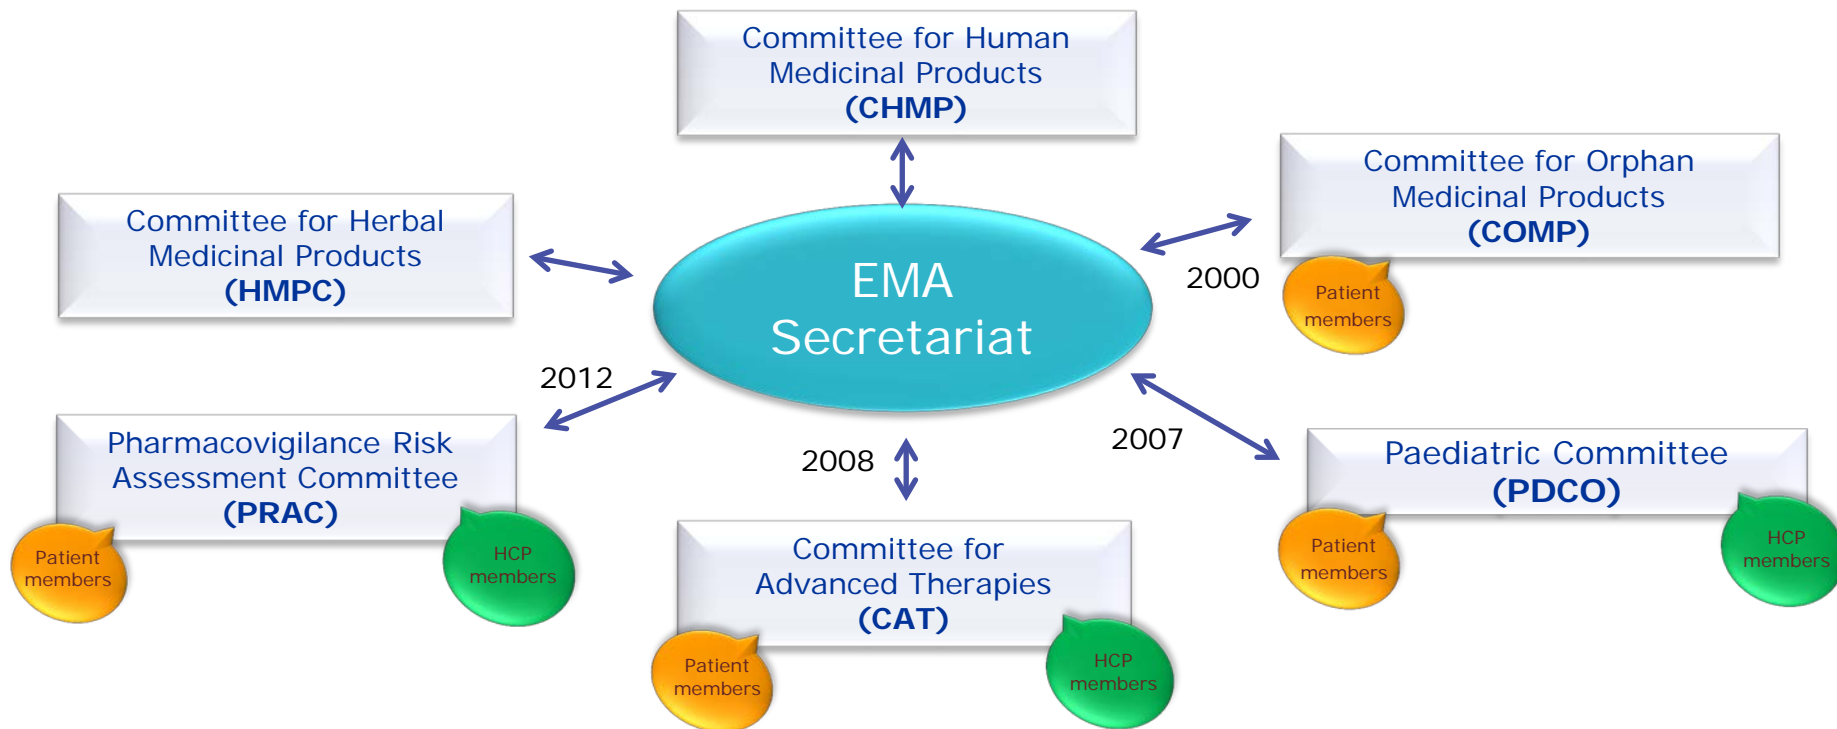 Committee for Human
Medicinal Products
(CHMP)
Committee for Orphan
Medicinal Products
(COMP)
Patient
members
2000
Committee for Herbal
Medicinal Products
(HMPC)
EMA
Secretariat
2012
Pharmacovigilance Risk
Assessment Committee
(PRAC)
Patient
members
HCP
members
2008
Committee for
Advanced Therapies
(CAT)
Patient
members
HCP
members
2007
Paediatric Committee
(PDCO)
Patient
members
HCP
members